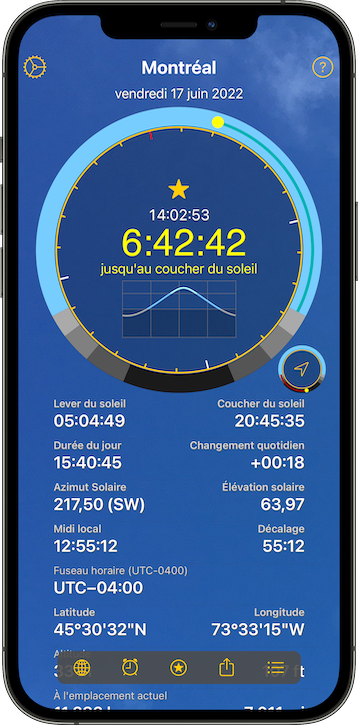 Montréal
?
vendredi 17 juin 2022
14:02:53
6:42:42
jusqu'au coucher du soleil
Lever du soleil Coucher du soleil
05:04:49 20:45:35
Durée du jour Changement quotidien
15:40:45 +00:18
Azimut Solaire Élévation solaire
217,50 (SW) 63,97
Midi local Décalage
12:55:12 55:12
Fuseau horaire (UTC-0400)
UTC−04:00
Latitude Longitude
45°30'32"N 73°33'15"W
À l'emplacement actuel